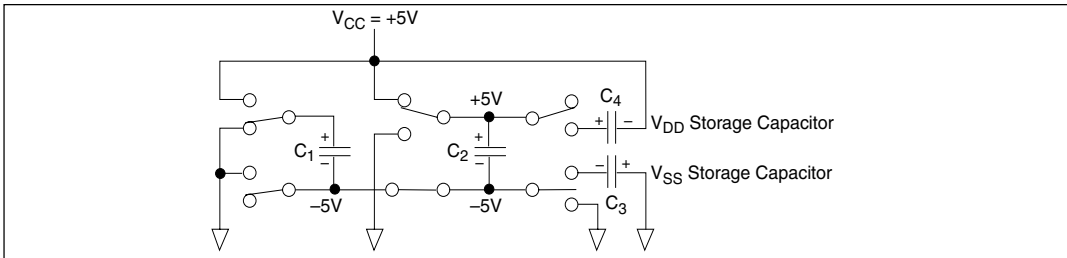 V_CC = +5V
+5V
C_4
+ −
V_DD Storage Capacitor
+
C_1
−
+
C_2
−
− +
V_SS Storage Capacitor
C_3
−5V
−5V